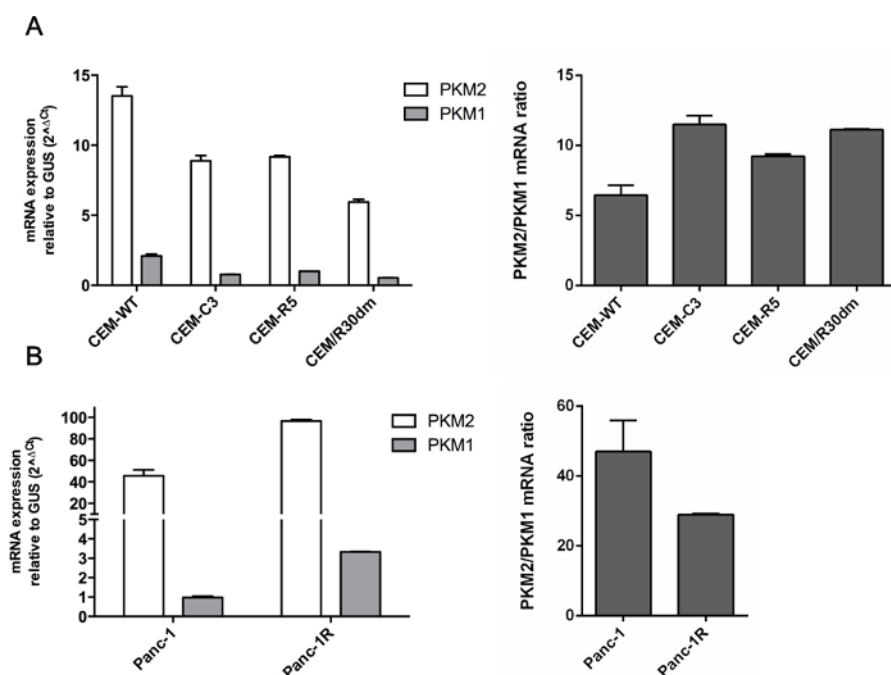 A
mRNA expression
relative to GUS (2^ΔCt)
15
10
5
0
PKM2
PKM1
CEM-WT
CEM-C3
CEM-R5
CEM/R30dm
PKM2/PKM1 mRNA ratio
15
10
5
0
CEM-WT
CEM-C3
CEM-R5
CEM/R30dm
B
mRNA expression
relative to GUS (2^ΔCt)
100
80
60
40
20
5
4
3
2
1
0
PKM2
PKM1
Panc-1
Panc-1R
PKM2/PKM1 mRNA ratio
60
40
20
0
Panc-1
Panc-1R